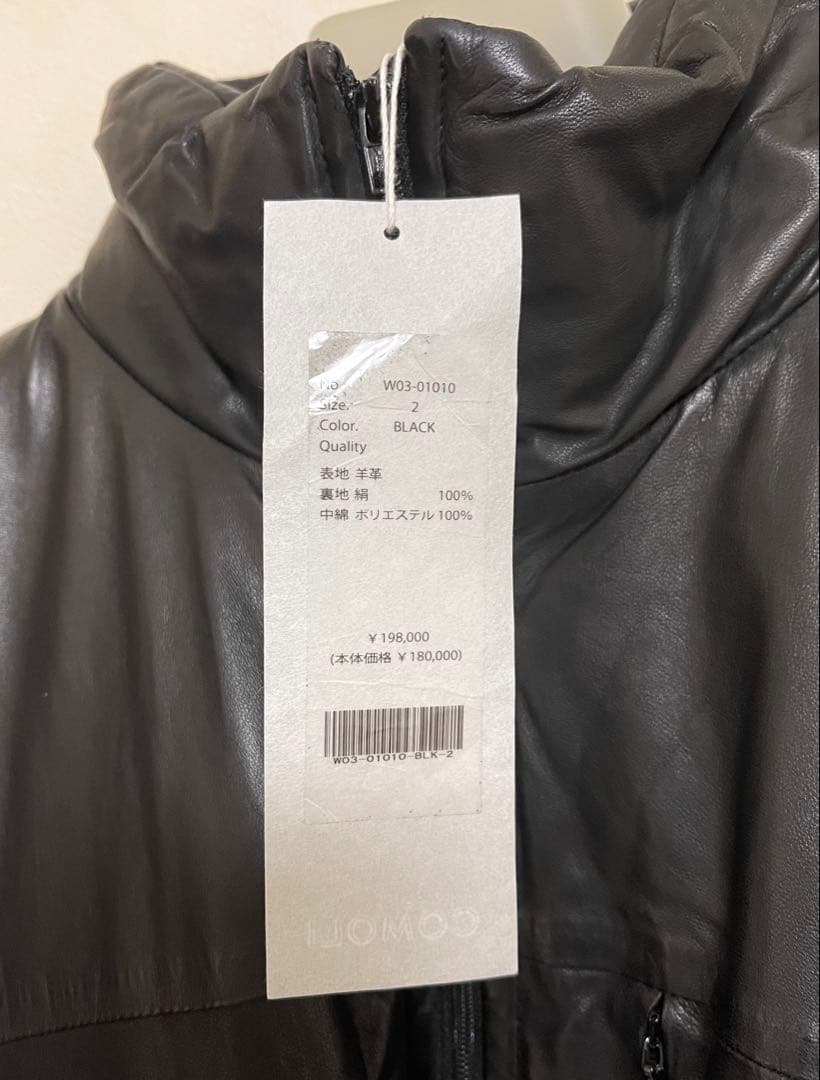 No. W03-01010
Size. 2
Color. BLACK
Quality
表地 羊革
裏地 絹 100%
中綿 ポリエステル 100%
¥198,000
(本体価格 ¥180,000)
W03-01010-BLK-2
COMOLI